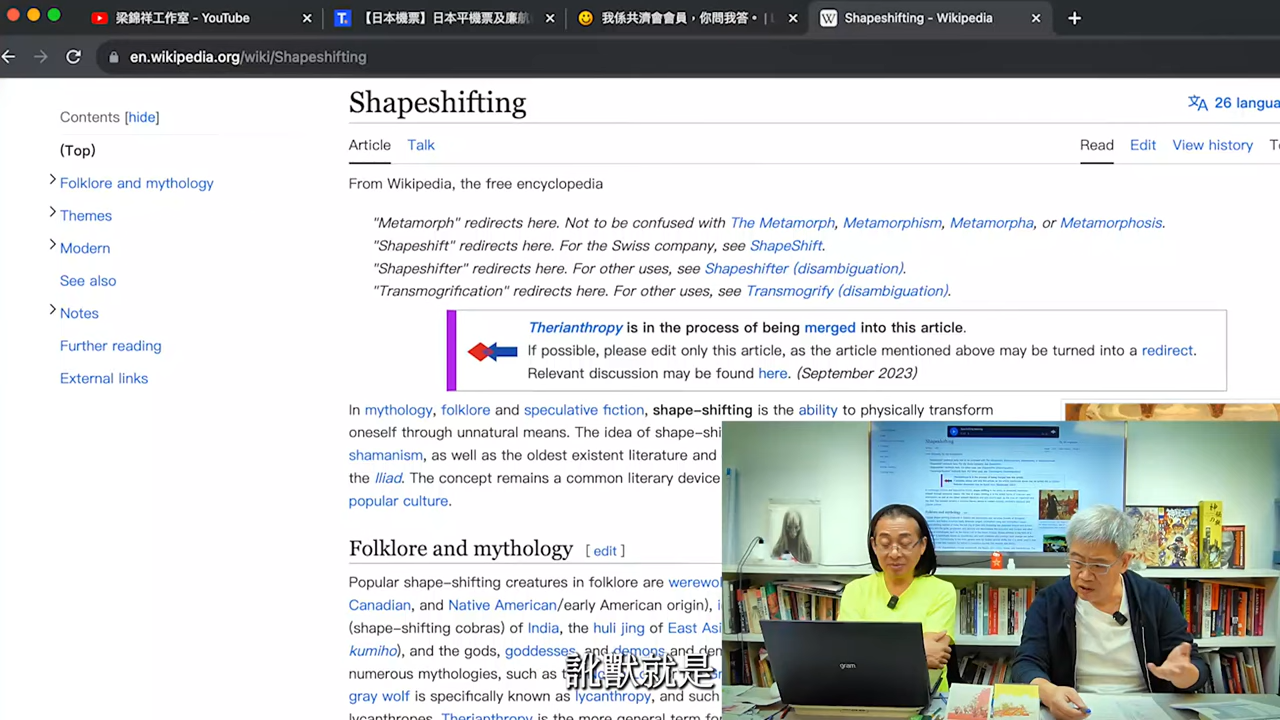 梁錦祥工作室 - YouTube
【日本機票】日本平機票及廉航
我係共濟會會員，你問我答。 |
Shapeshifting - Wikipedia
en.wikipedia.org/wiki/Shapeshifting
Contents [hide]
(Top)
Folklore and mythology
Themes
Modern
See also
Notes
Further reading
External links
Shapeshifting
26 langua
Article Talk
Read Edit View history
From Wikipedia, the free encyclopedia
"Metamorph" redirects here. Not to be confused with The Metamorph, Metamorphism, Metamorpha, or Metamorphosis.
"Shapeshift" redirects here. For the Swiss company, see ShapeShift.
"Shapeshifter" redirects here. For other uses, see Shapeshifter (disambiguation).
"Transmogrification" redirects here. For other uses, see Transmogrify (disambiguation).
Therianthropy is in the process of being merged into this article.
If possible, please edit only this article, as the article mentioned above may be turned into a redirect.
Relevant discussion may be found here. (September 2023)
In mythology, folklore and speculative fiction, shape-shifting is the ability to physically transform
oneself through unnatural means. The idea of shape-shi
shamanism, as well as the oldest existent literature and
the Iliad. The concept remains a common literary device
popular culture.
Folklore and mythology [ edit ]
Popular shape-shifting creatures in folklore are werewol
Canadian, and Native American/early American origin), i
(shape-shifting cobras) of India, the huli jing of East Asi
kumiho), and the gods, goddesses, and demons and dem
numerous mythologies, such as
gray wolf is specifically known as lycanthropy, and such
lycanthropes. Therianthropy is the more general term for
訛獸就是
gram